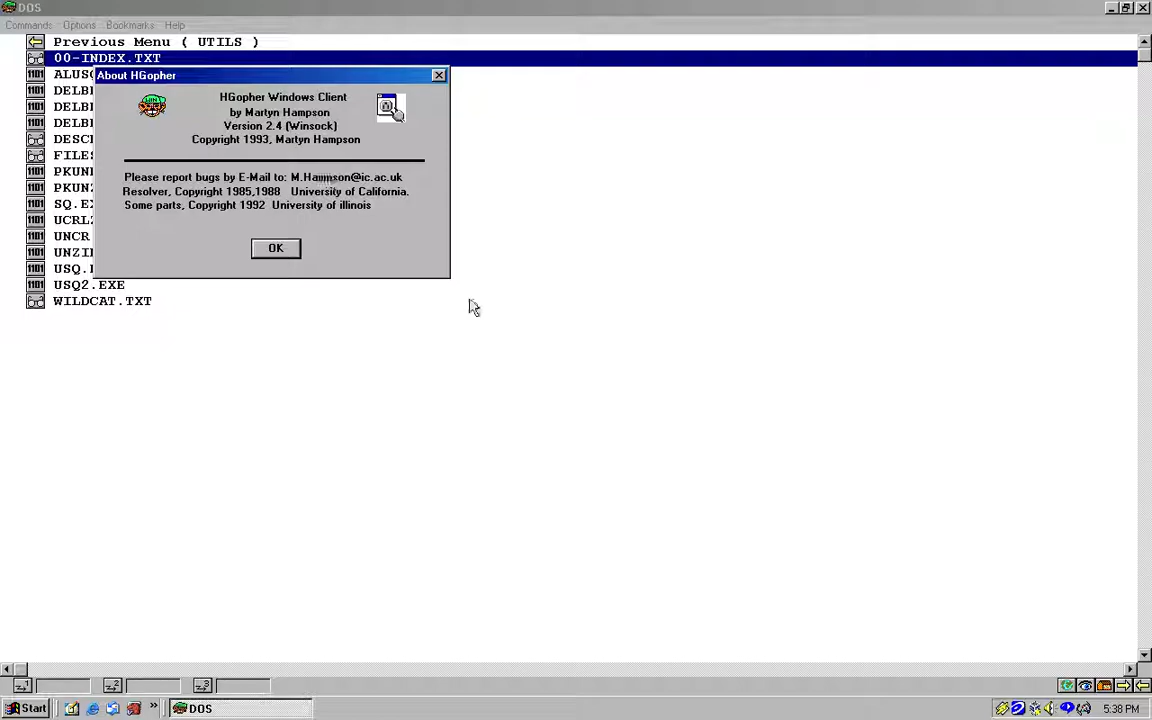 DOS
Commands Options Bookmarks Help
Previous Menu ( UTILS )
00-INDEX.TXT
About HGopher
HGopher Windows Client
by Martyn Hampson
Version 2.4 (Winsock)
Copyright 1993, Martyn Hampson
Please report bugs by E-Mail to: M.Hampson@ic.ac.uk
Resolver, Copyright 1985,1988 University of California.
Some parts, Copyright 1992 University of illinois
OK
USQ2.EXE
WILDCAT.TXT
1
2
3
Start
DOS
5:38 PM